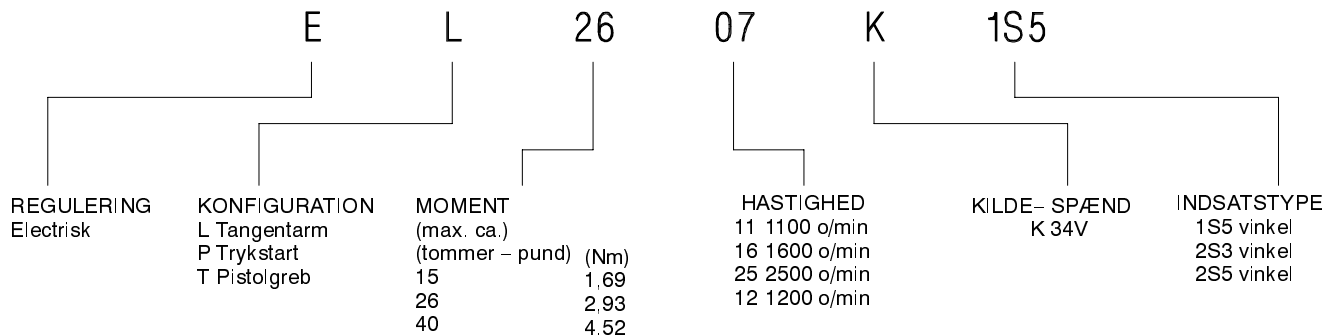 E L 26 07 K 1S5
REGULERING
Electrisk
KONFIGURATION
L Tangentarm
P Trykstart
T Pistolgreb
MOMENT
(max. ca.)
(tommer – pund) (Nm)
15 1,69
26 2,93
40 4,52
HASTIGHED
11 1100 o/min
16 1600 o/min
25 2500 o/min
12 1200 o/min
KILDE– SPÆND
K 34V
INDSATSTYPE
1S5 vinkel
2S3 vinkel
2S5 vinkel